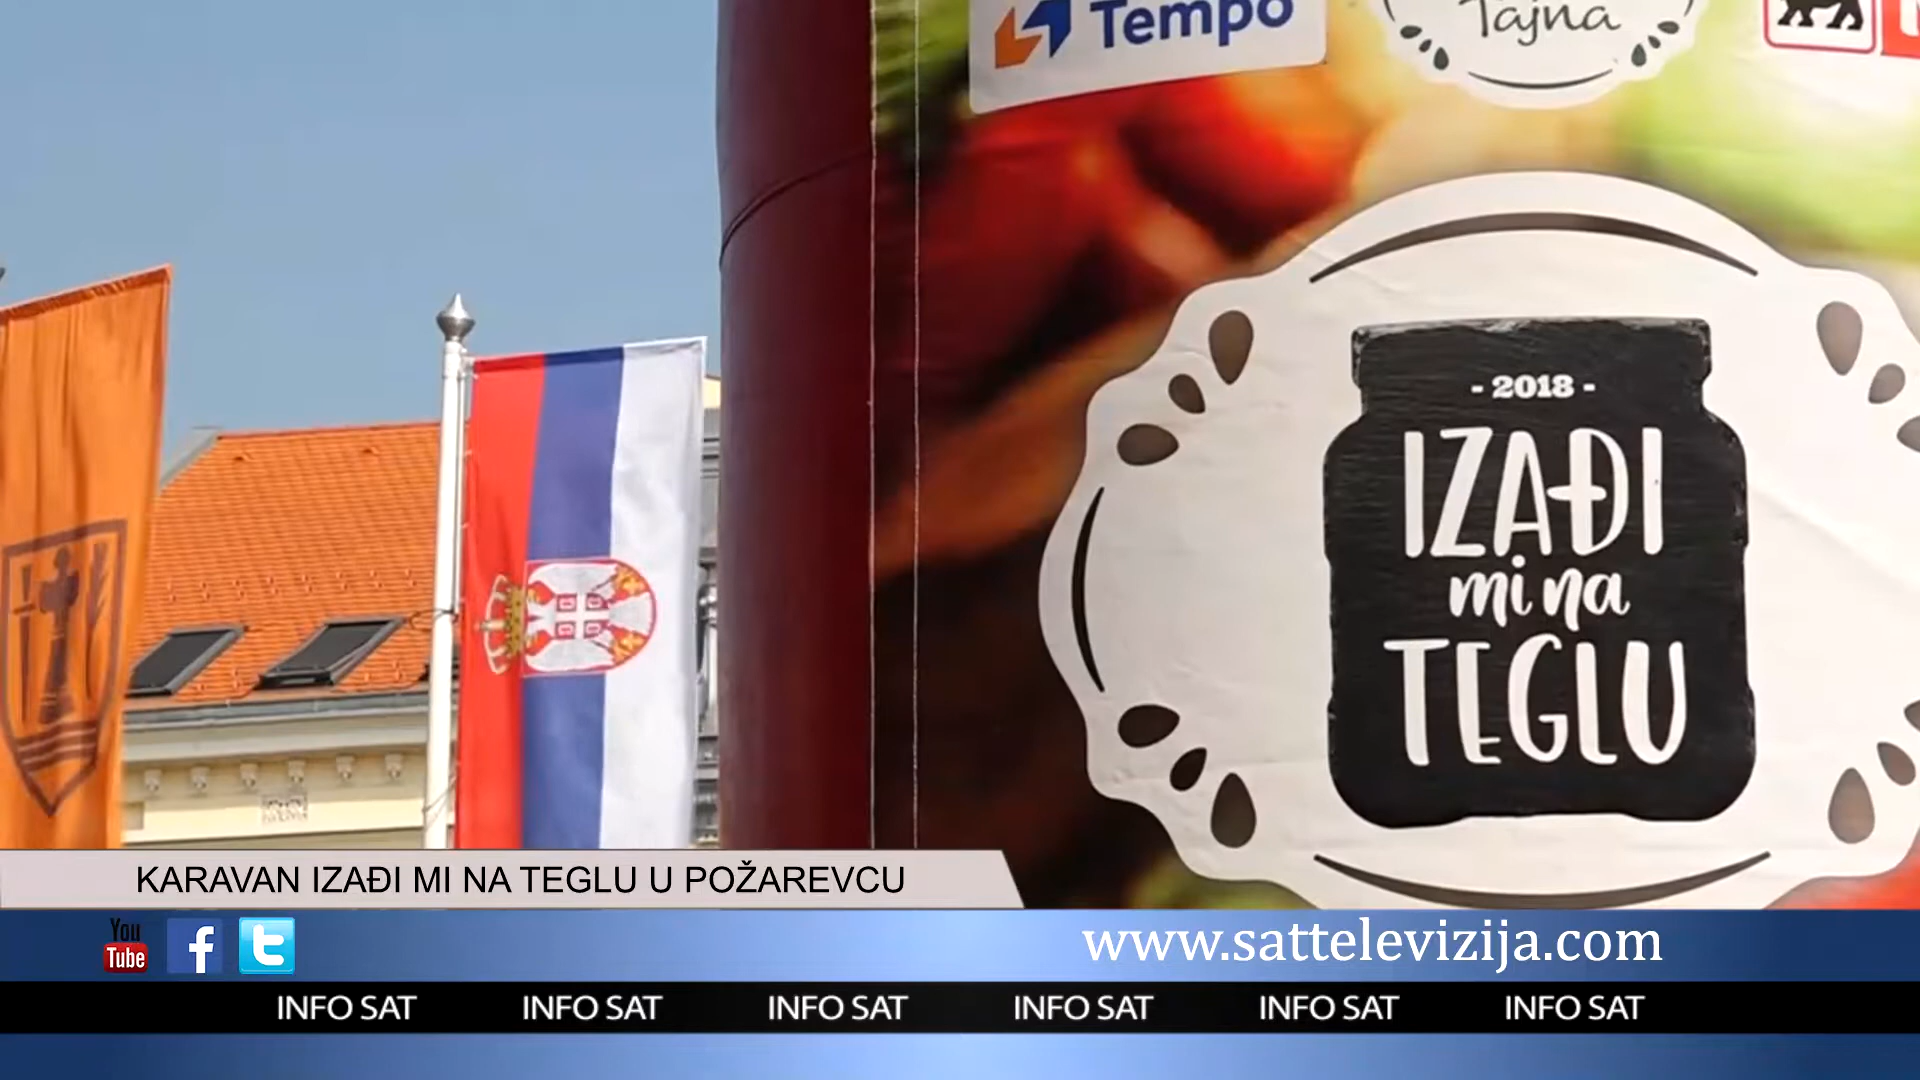 Tempo
Tajna
- 2018 -
IZAĐI
mi na
TEGLU
KARAVAN IZAĐI MI NA TEGLU U POŽAREVCU
You
Tube
www.sattelevizija.com
INFO SAT INFO SAT INFO SAT INFO SAT INFO SAT INFO SAT